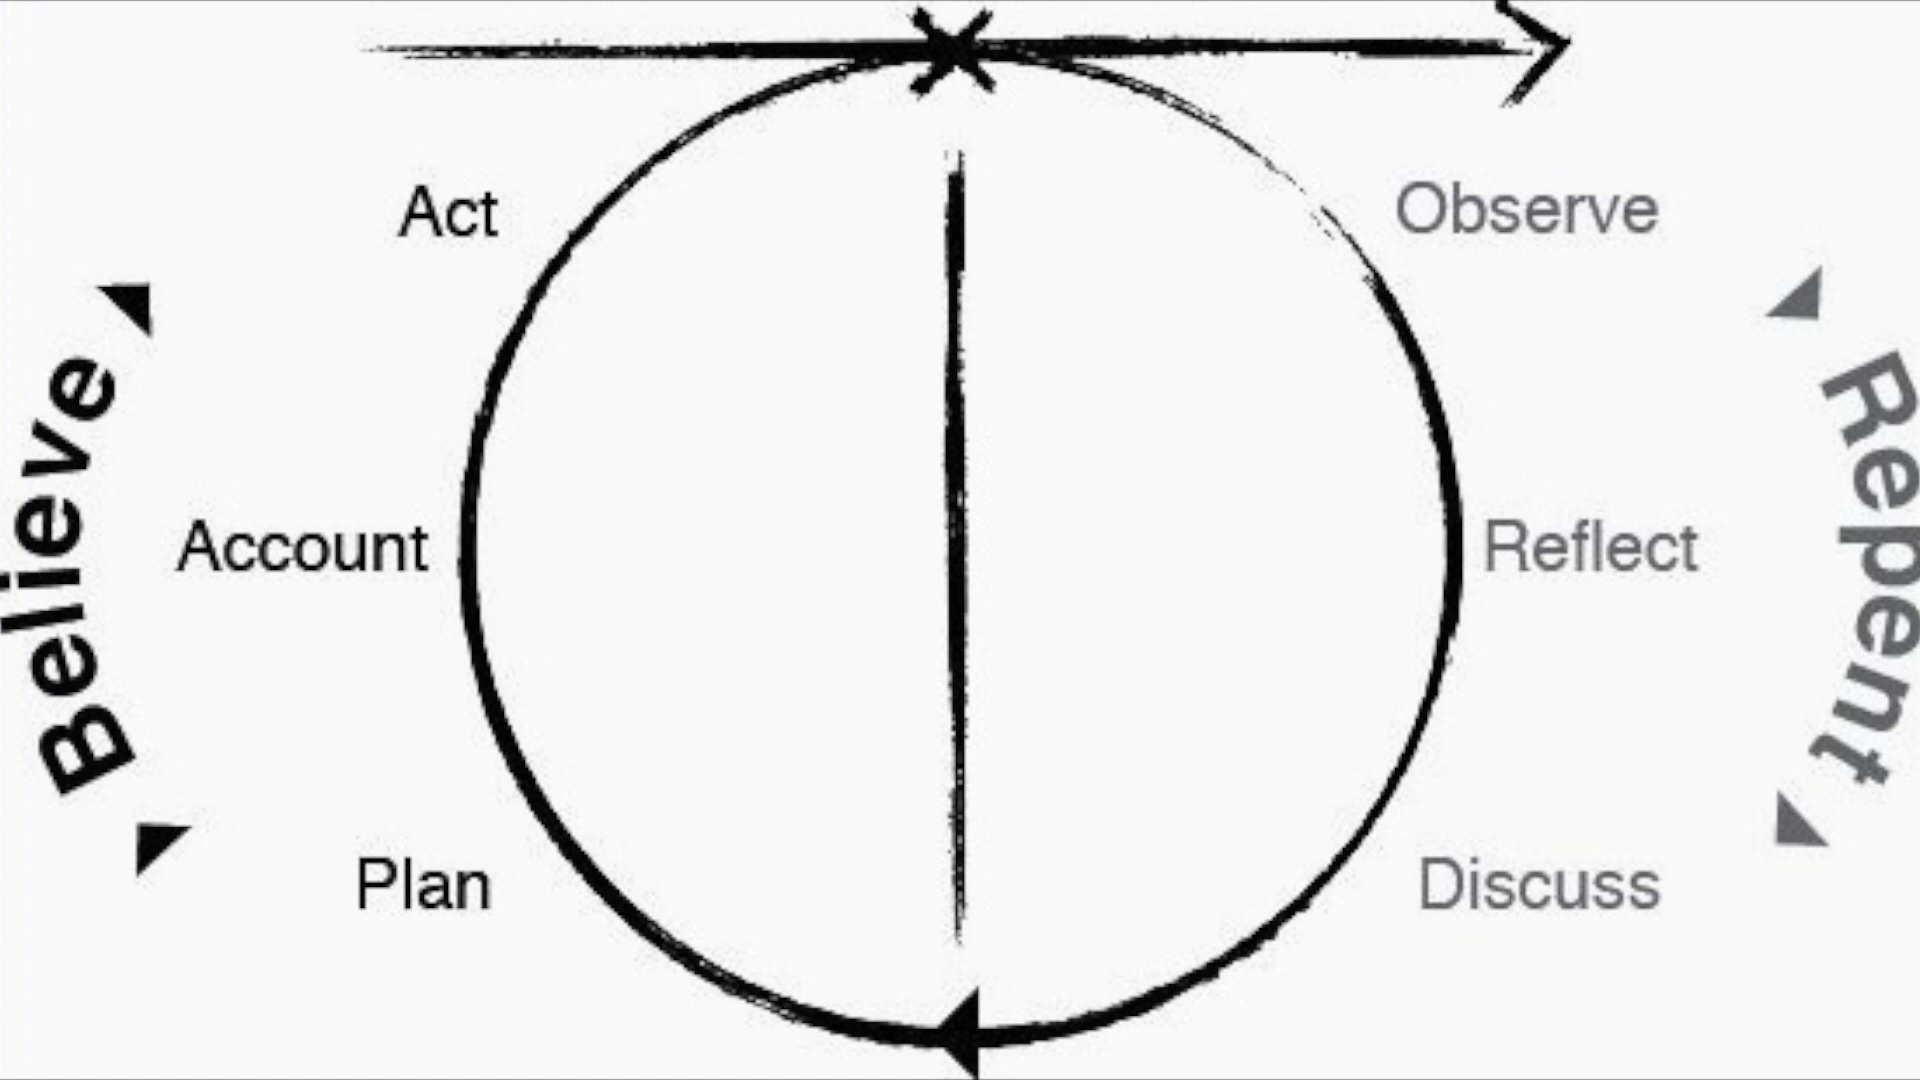 Act
Observe
Believe
Repent
Account
Reflect
Plan
Discuss